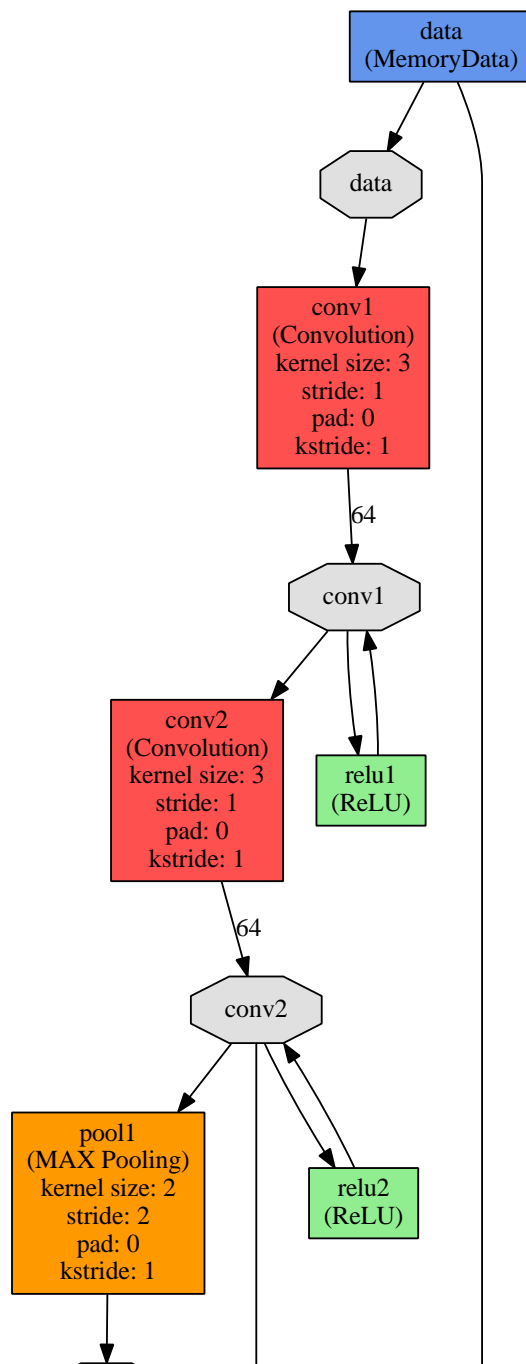 data
(MemoryData)
data
conv1
(Convolution)
kernel size: 3
stride: 1
pad: 0
kstride: 1
64
conv1
conv2
(Convolution)
kernel size: 3
stride: 1
pad: 0
kstride: 1
relu1
(ReLU)
64
conv2
pool1
(MAX Pooling)
kernel size: 2
stride: 2
pad: 0
kstride: 1
relu2
(ReLU)